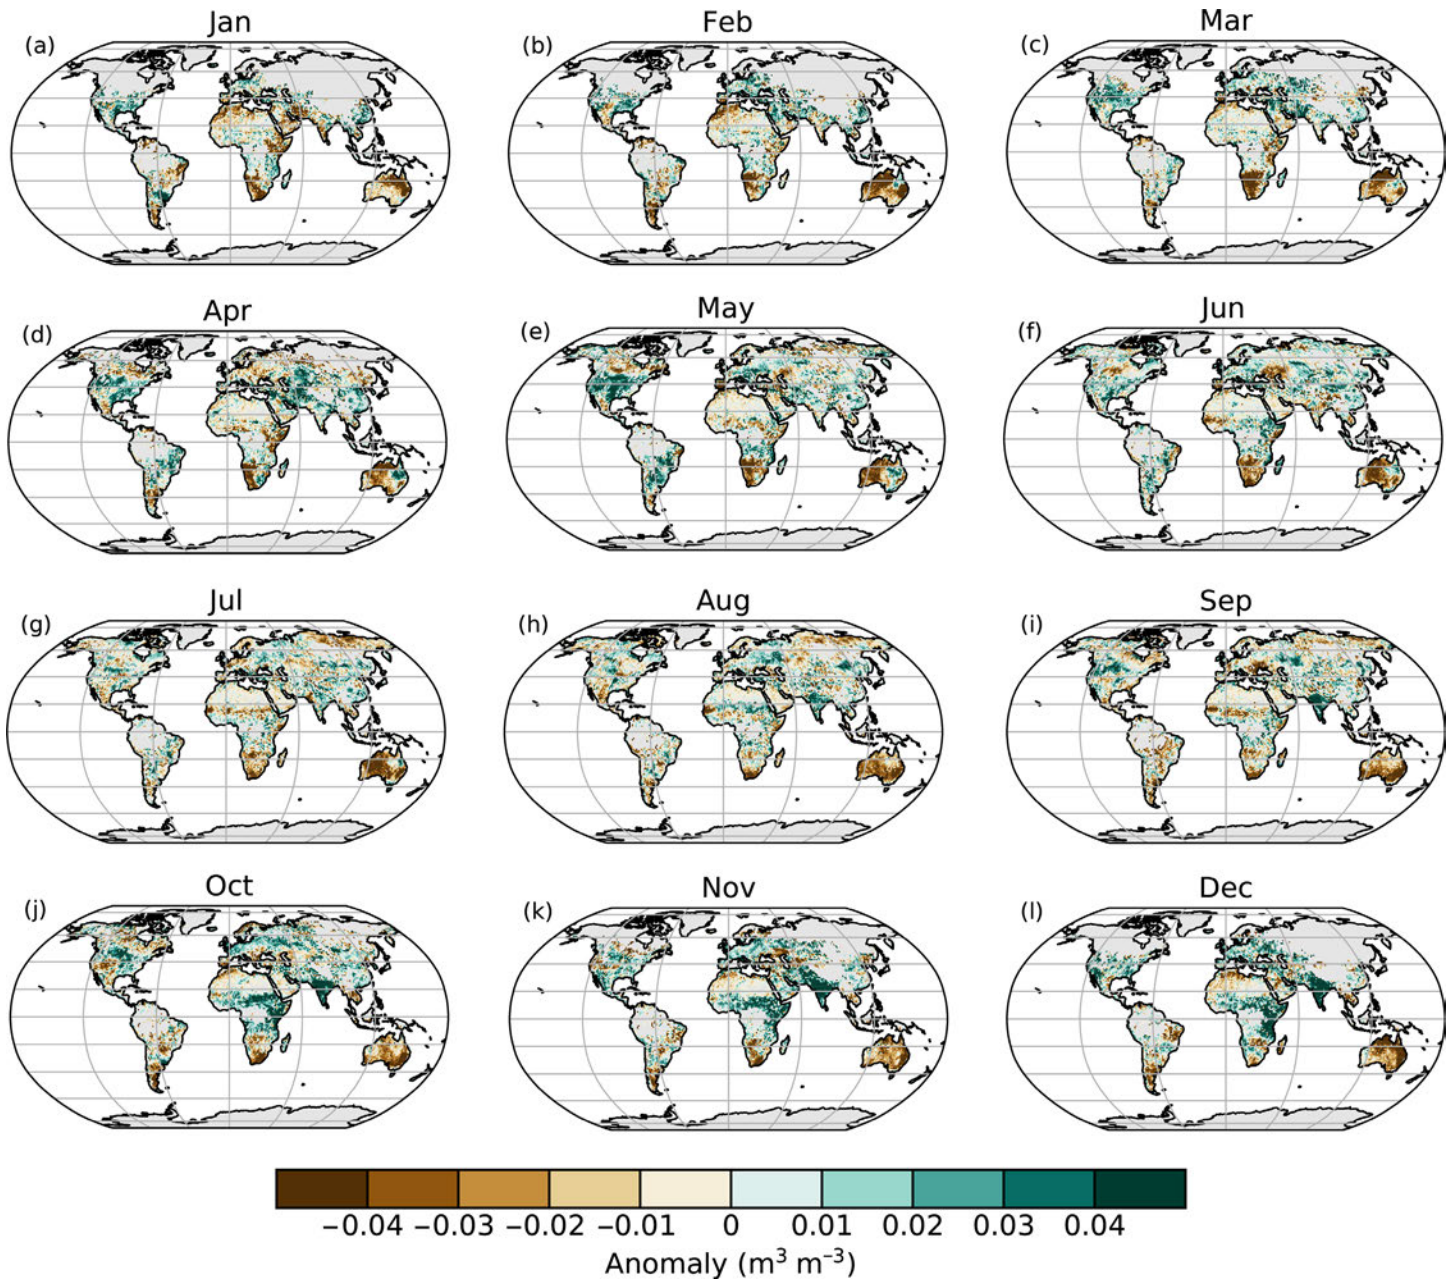 Jan Feb Mar
(a) (b) (c)
Apr May Jun
(d) (e) (f)
Jul Aug Sep
(g) (h) (i)
Oct Nov Dec
(j) (k) (l)
−0.04 −0.03 −0.02 −0.01 0 0.01 0.02 0.03 0.04
Anomaly (m³ m⁻³)